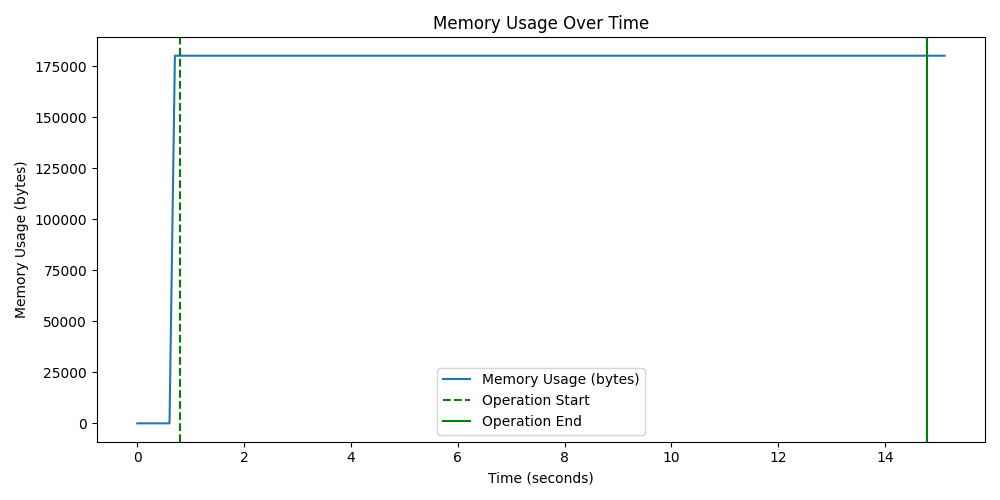 Memory Usage Over Time
Memory Usage (bytes)
175000
150000
125000
100000
75000
50000
25000
0
Memory Usage (bytes)
Operation Start
Operation End
0 2 4 6 8 10 12 14
Time (seconds)